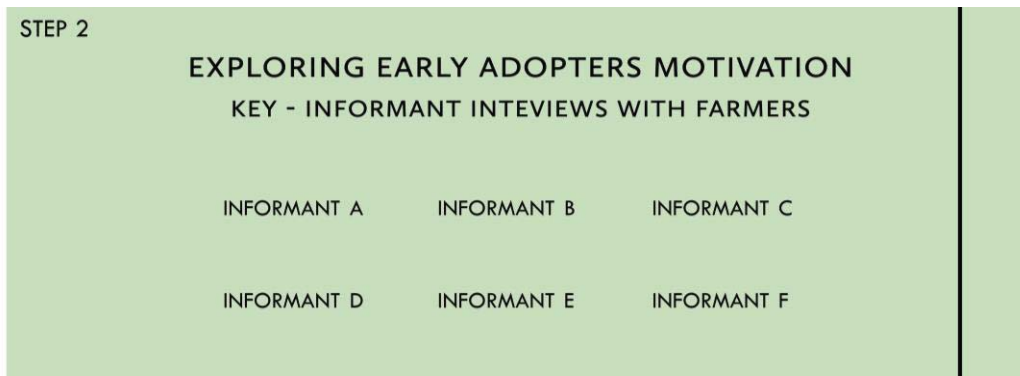 STEP 2
EXPLORING EARLY ADOPTERS MOTIVATION
KEY - INFORMANT INTEVIEWS WITH FARMERS
INFORMANT A INFORMANT B INFORMANT C
INFORMANT D INFORMANT E INFORMANT F